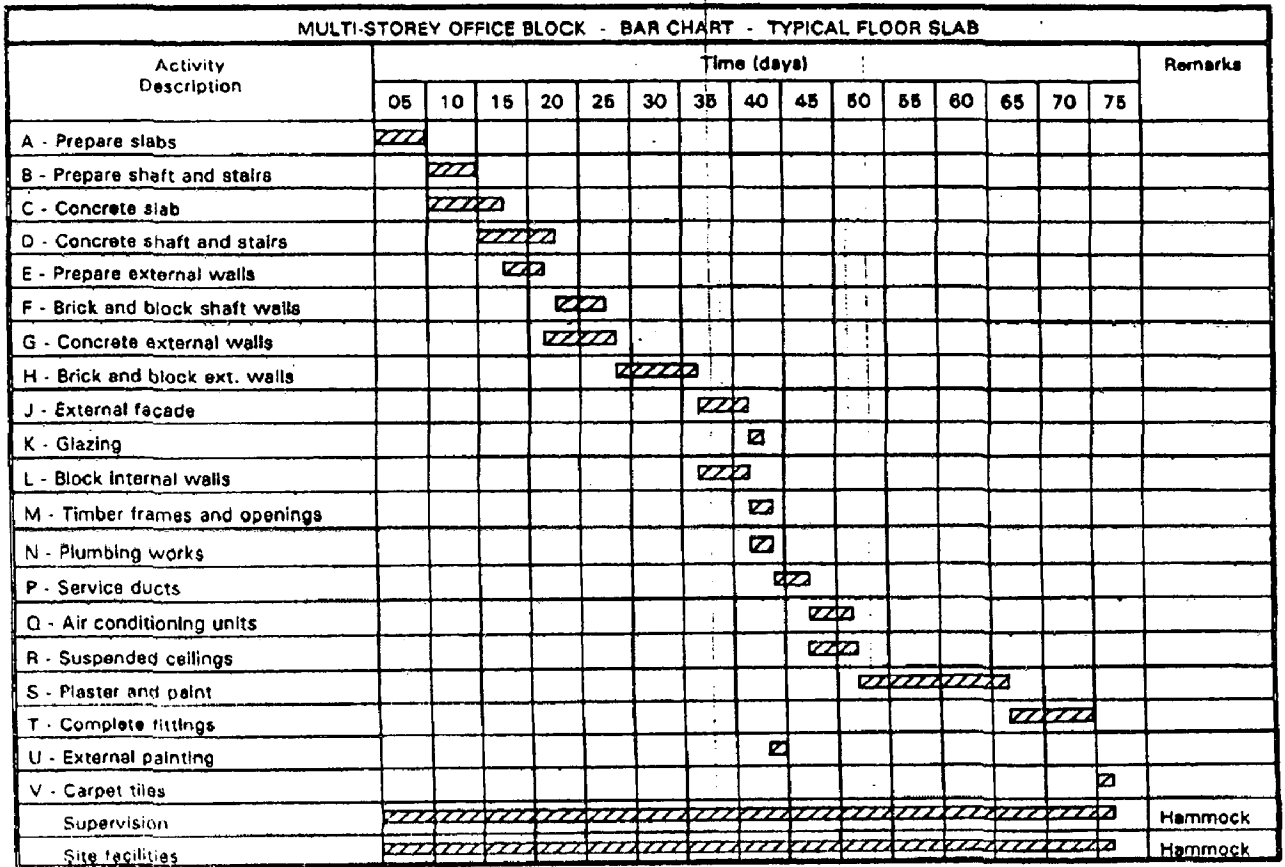 MULTI-STOREY OFFICE BLOCK - BAR CHART - TYPICAL FLOOR SLAB
Activity Description
Time (days)
Remarks
05 10 15 20 25 30 35 40 45 50 55 60 65 70 75
A - Prepare slabs
B - Prepare shaft and stairs
C - Concrete slab
D - Concrete shaft and stairs
E - Prepare external walls
F - Brick and block shaft walls
G - Concrete external walls
H - Brick and block ext. walls
J - External façade
K - Glazing
L - Block internal walls
M - Timber frames and openings
N - Plumbing works
P - Service ducts
Q - Air conditioning units
R - Suspended ceilings
S - Plaster and paint
T - Complete fittings
U - External painting
V - Carpet tiles
Supervision Hammock
Site facilities Hammock